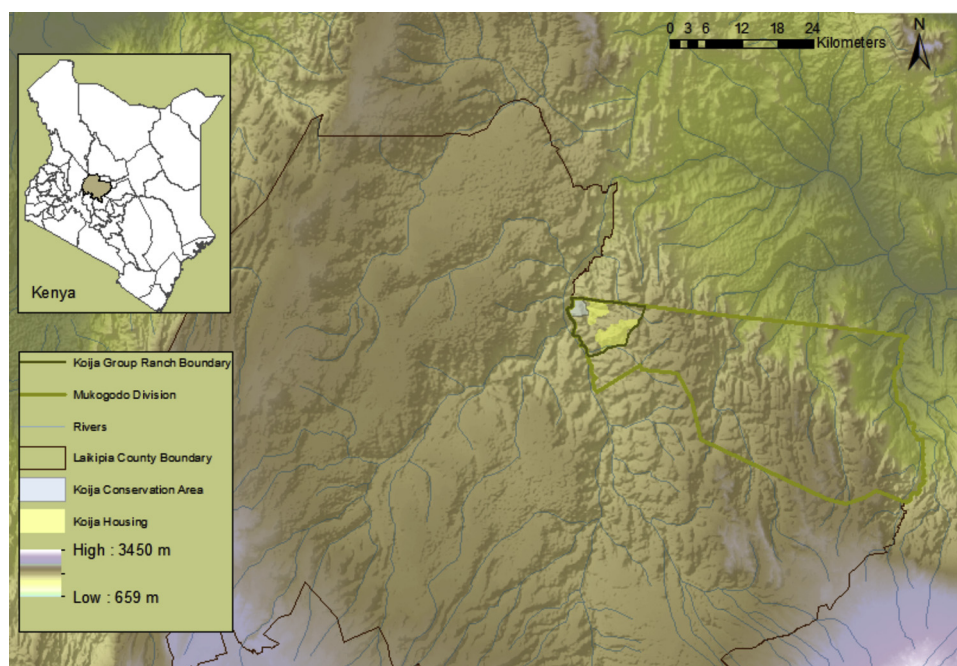 N
0 3 6 12 18 24
Kilometers
Kenya
Koija Group Ranch Boundary
Mukogodo Division
Rivers
Laikipia County Boundary
Koija Conservation Area
Koija Housing
High : 3450 m
Low : 659 m